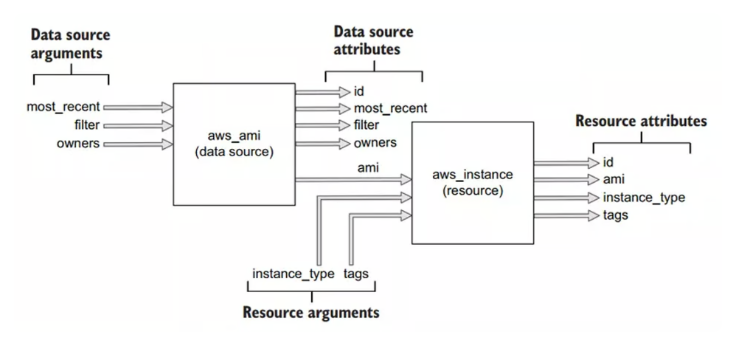 Data source
arguments
Data source
attributes
most_recent
filter
owners
aws_ami
(data source)
id
most_recent
filter
owners
ami
Resource attributes
aws_instance
(resource)
id
ami
instance_type
tags
instance_type tags
Resource arguments